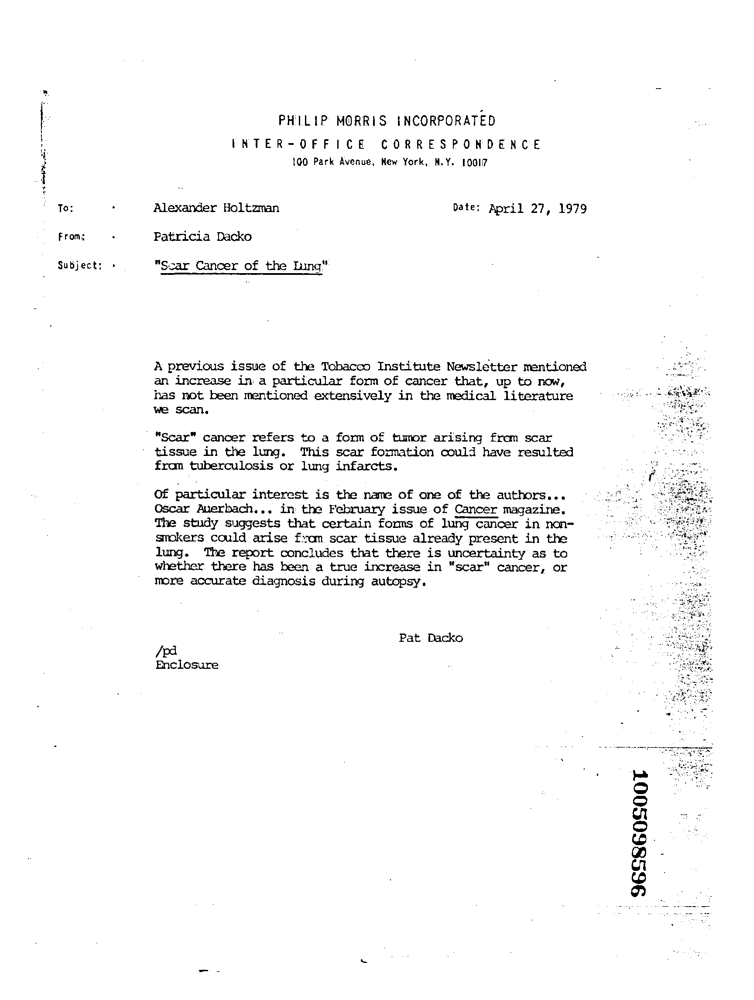 PHILIP MORRIS INCORPORATED
INTER-OFFICE CORRESPONDENCE
100 Park Avenue, New York, N.Y. 10017
To: Alexander Holtzman Date: April 27, 1979
From: Patricia Dacko
Subject: "Scar Cancer of the Lung"
A previous issue of the Tobacco Institute Newsletter mentioned
an increase in a particular form of cancer that, up to now,
has not been mentioned extensively in the medical literature
we scan.
"Scar" cancer refers to a form of tumor arising from scar
tissue in the lung. This scar formation could have resulted
from tuberculosis or lung infarcts.
Of particular interest is the name of one of the authors...
Oscar Auerbach... in the February issue of Cancer magazine.
The study suggests that certain forms of lung cancer in non-
smokers could arise from scar tissue already present in the
lung. The report concludes that there is uncertainty as to
whether there has been a true increase in "scar" cancer, or
more accurate diagnosis during autopsy.
Pat Dacko
/pd
Enclosure
1005098596